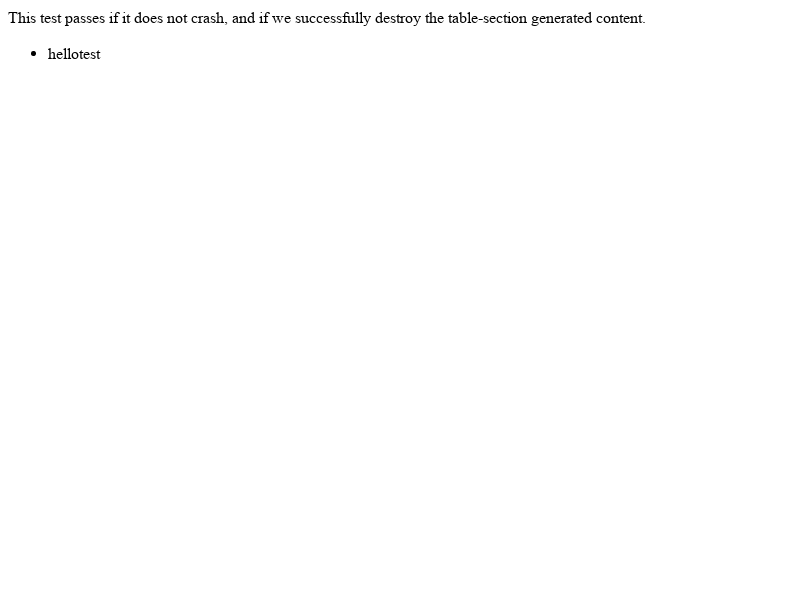 This test passes if it does not crash, and if we successfully destroy the table-section generated content.
• hellotest